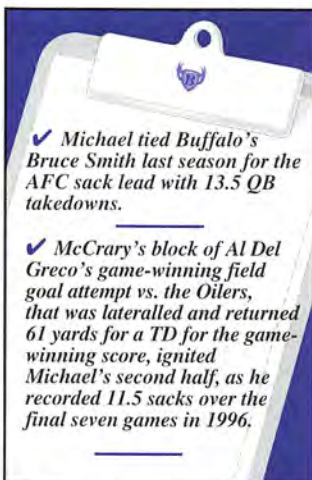 B
✔ Michael tied Buffalo's
Bruce Smith last season for the
AFC sack lead with 13.5 QB
takedowns.
✔ McCrary's block of Al Del
Greco's game-winning field
goal attempt vs. the Oilers,
that was lateralled and returned
61 yards for a TD for the game-
winning score, ignited
Michael's second half, as he
recorded 11.5 sacks over the
final seven games in 1996.